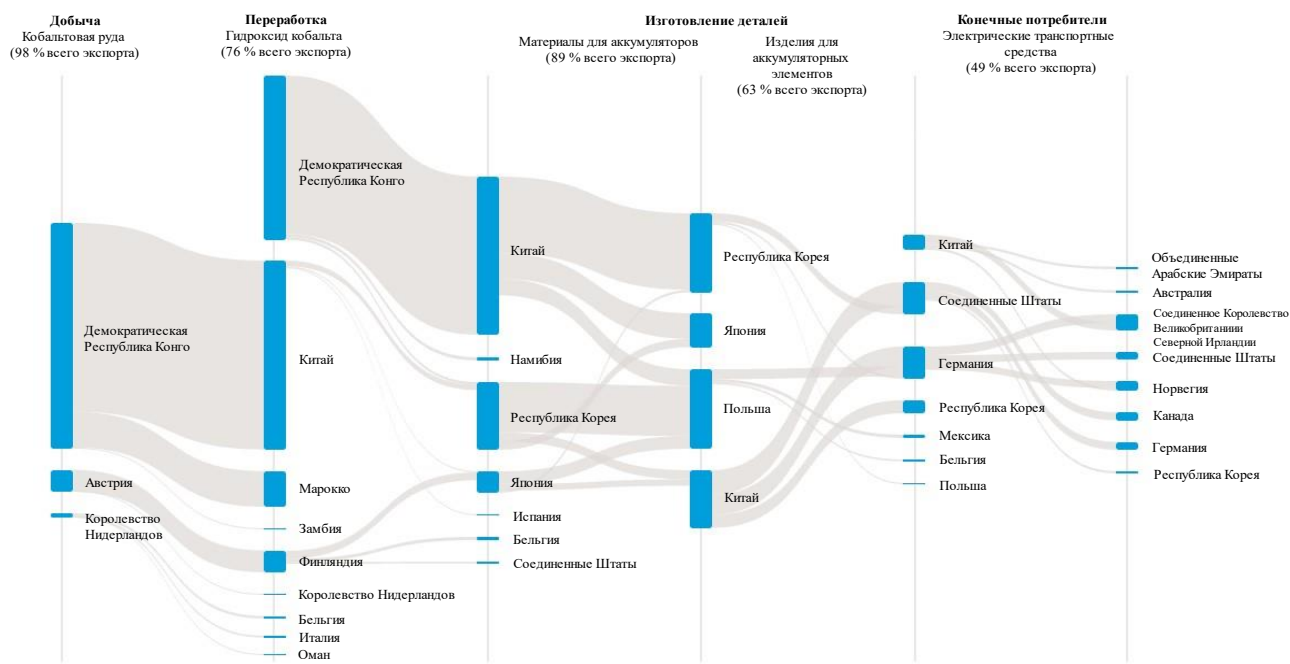 Добыча
Кобальтовая руда
(98 % всего экспорта)
Переработка
Гидроксид кобальта
(76 % всего экспорта)
Изготовление деталей
Материалы для аккумуляторов
(89 % всего экспорта)
Изделия для
аккумуляторных
элементов
(63 % всего экспорта)
Конечные потребители
Электрические транспортные
средства
(49 % всего экспорта)
Демократическая
Республика Конго
Австрия
Королевство
Нидерландов
Демократическая
Республика Конго
Китай
Марокко
Замбия
Финляндия
Королевство Нидерландов
Бельгия
Италия
Оман
Китай
Намибия
Республика Корея
Япония
Испания
Бельгия
Соединенные Штаты
Республика Корея
Япония
Польша
Китай
Китай
Соединенные Штаты
Германия
Республика Корея
Мексика
Бельгия
Польша
Объединенные
Арабские Эмираты
Австралия
Соединенное Королевство
Великобританиии
Северной Ирландии
Соединенные Штаты
Норвегия
Канада
Германия
Республика Корея